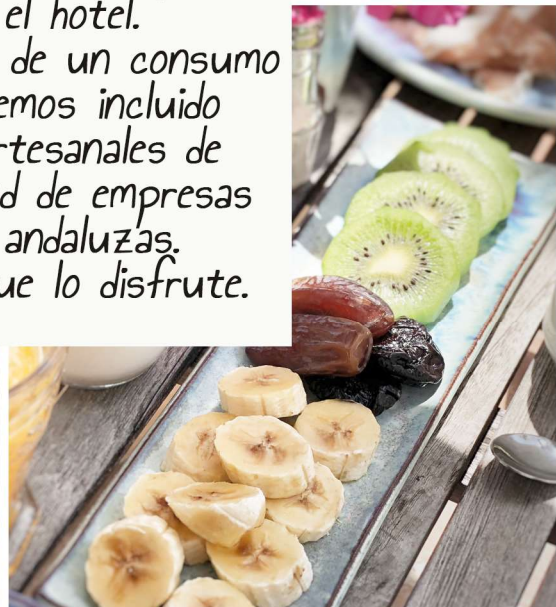 el hotel.
de un consumo
emos incluido
rtesanales de
d de empresas
andaluzas.
ue lo disfrute.